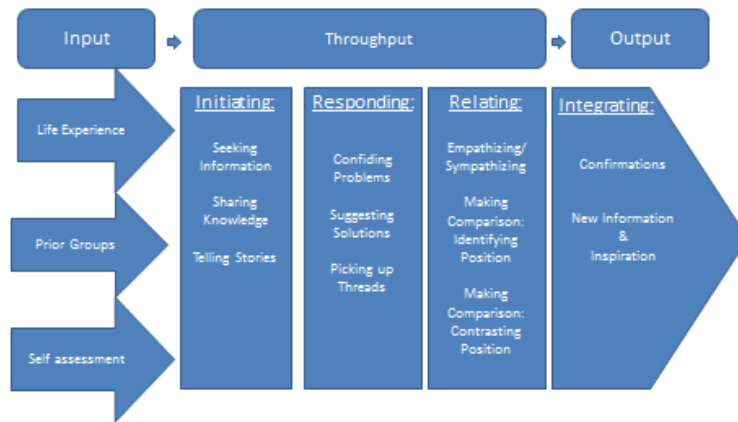 Input
Throughput
Output
Life Experience
Prior Groups
Self assessment
Initiating:
Seeking
Information
Sharing
Knowledge
Telling Stories
Responding:
Confiding
Problems
Suggesting
Solutions
Picking up
Threads
Relating:
Empathizing/
Sympathizing
Making
Comparison:
Identifying
Position
Making
Comparison:
Contrasting
Position
Integrating:
Confirmations
New Information
&
Inspiration